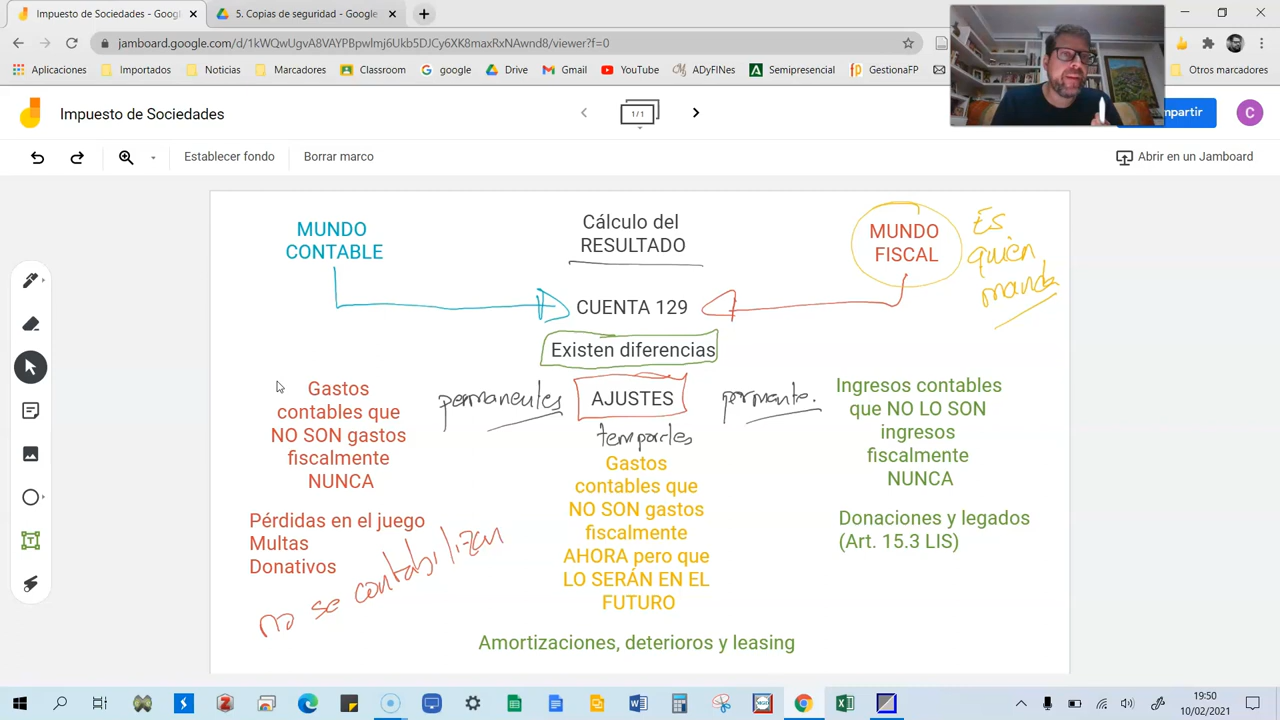 Impuesto de Sociedades - Goog
5. Copias de seguridad - Google D
jamboard.google.com/d/1kWQwUgvA8VAYPBpwlmj6Ukb5DJCy6XK8maxRxNAwnd8/viewer?f=0
Aplicaciones
Importados
Noticias
Marcadores
Classroom
google
Drive
Gmail
YouTube
ADyFINes
Semipresencial
GestionaFP
Otros marcadores
Impuesto de Sociedades
1/1
mpartir
C
Establecer fondo
Borrar marco
Abrir en un Jamboard
MUNDO
CONTABLE
Cálculo del
RESULTADO
MUNDO
FISCAL
Es
quien
manda
CUENTA 129
Existen diferencias
permanentes
AJUSTES
permante.
temporles
Gastos
contables que
NO SON gastos
fiscalmente
NUNCA
Pérdidas en el juego
Multas
Donativos
no se contabilizan
Gastos
contables que
NO SON gastos
fiscalmente
AHORA pero que
LO SERÁN EN EL
FUTURO
Ingresos contables
que NO LO SON
ingresos
fiscalmente
NUNCA
Donaciones y legados
(Art. 15.3 LIS)
Amortizaciones, deterioros y leasing
19:50
10/02/2021